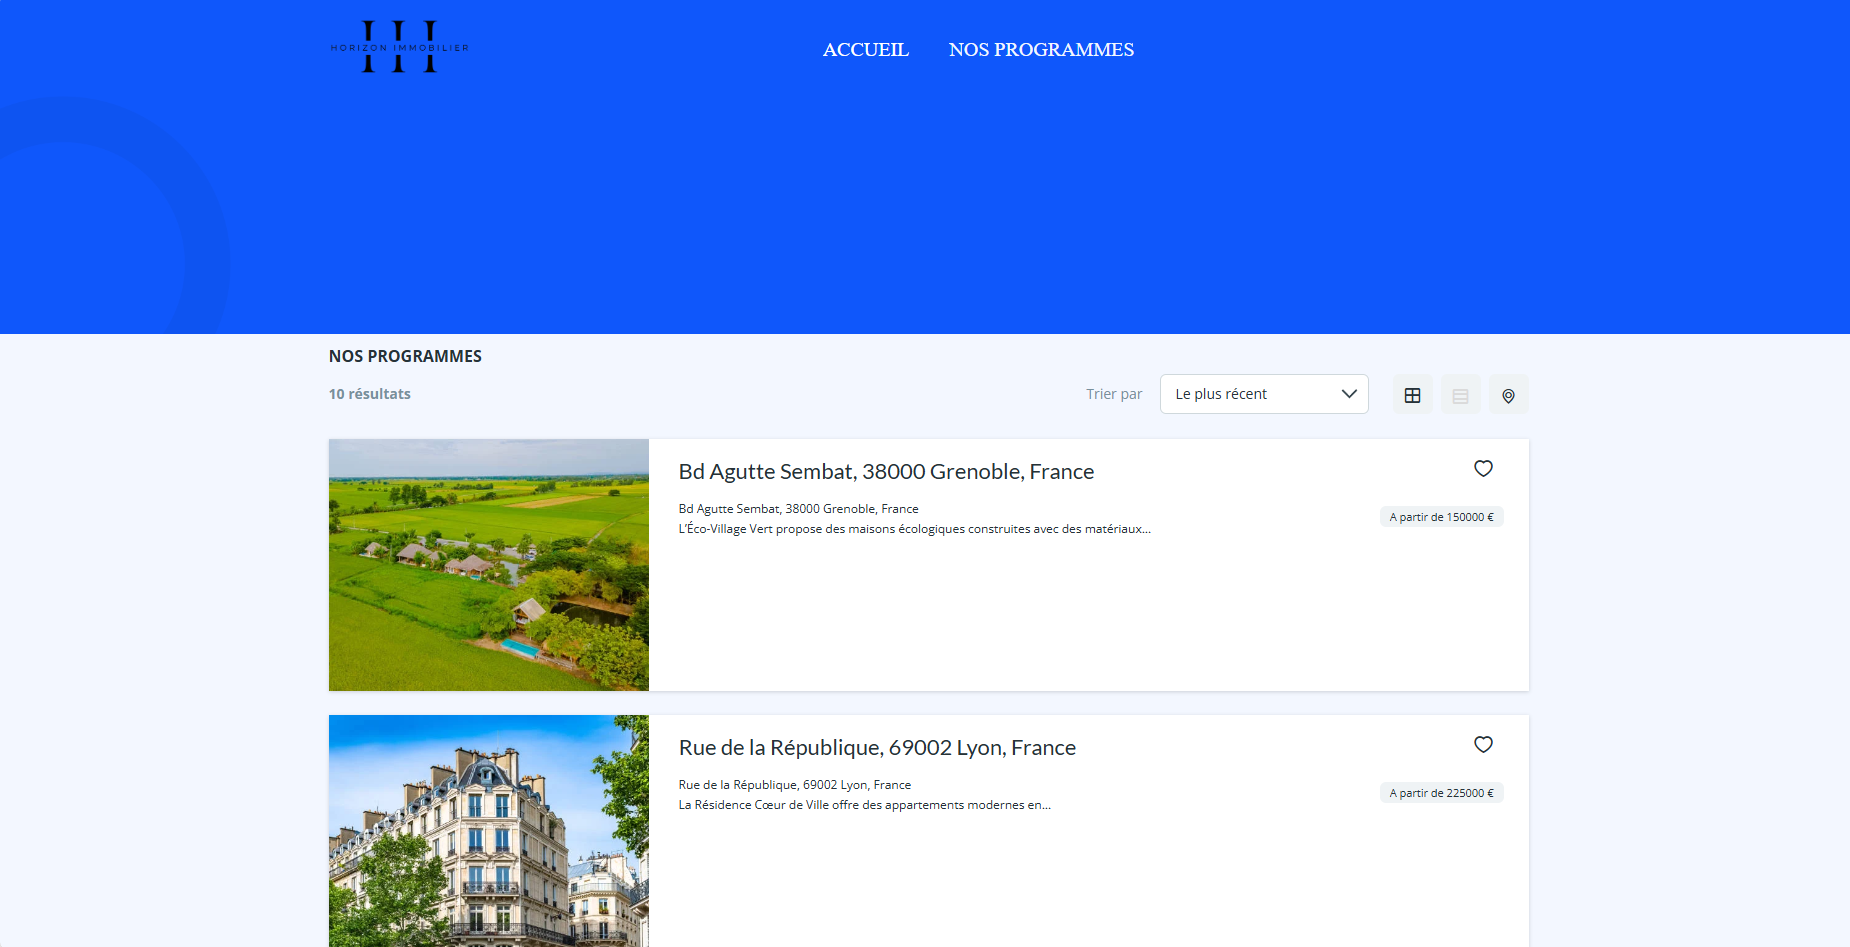 HORIZON IMMOBILIER
ACCUEIL
NOS PROGRAMMES
NOS PROGRAMMES
10 résultats
Trier par
Le plus récent
Bd Agutte Sembat, 38000 Grenoble, France
Bd Agutte Sembat, 38000 Grenoble, France
L’Éco-Village Vert propose des maisons écologiques construites avec des matériaux...
A partir de 150000 €
Rue de la République, 69002 Lyon, France
Rue de la République, 69002 Lyon, France
La Résidence Cœur de Ville offre des appartements modernes en...
A partir de 225000 €